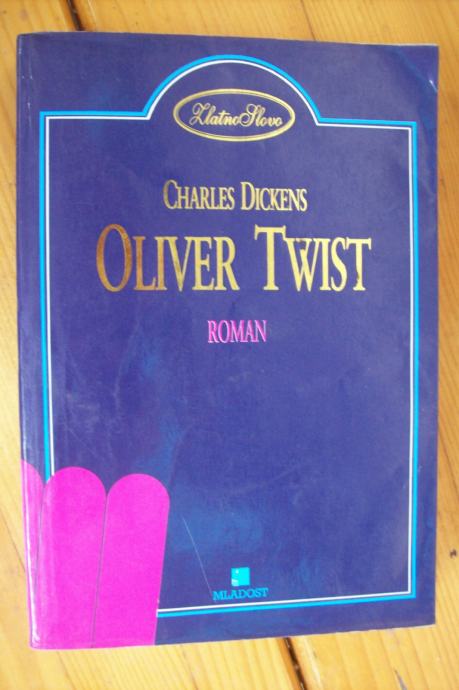 Zlatno Slovo
CHARLES DICKENS
OLIVER TWIST
ROMAN
MLADOST